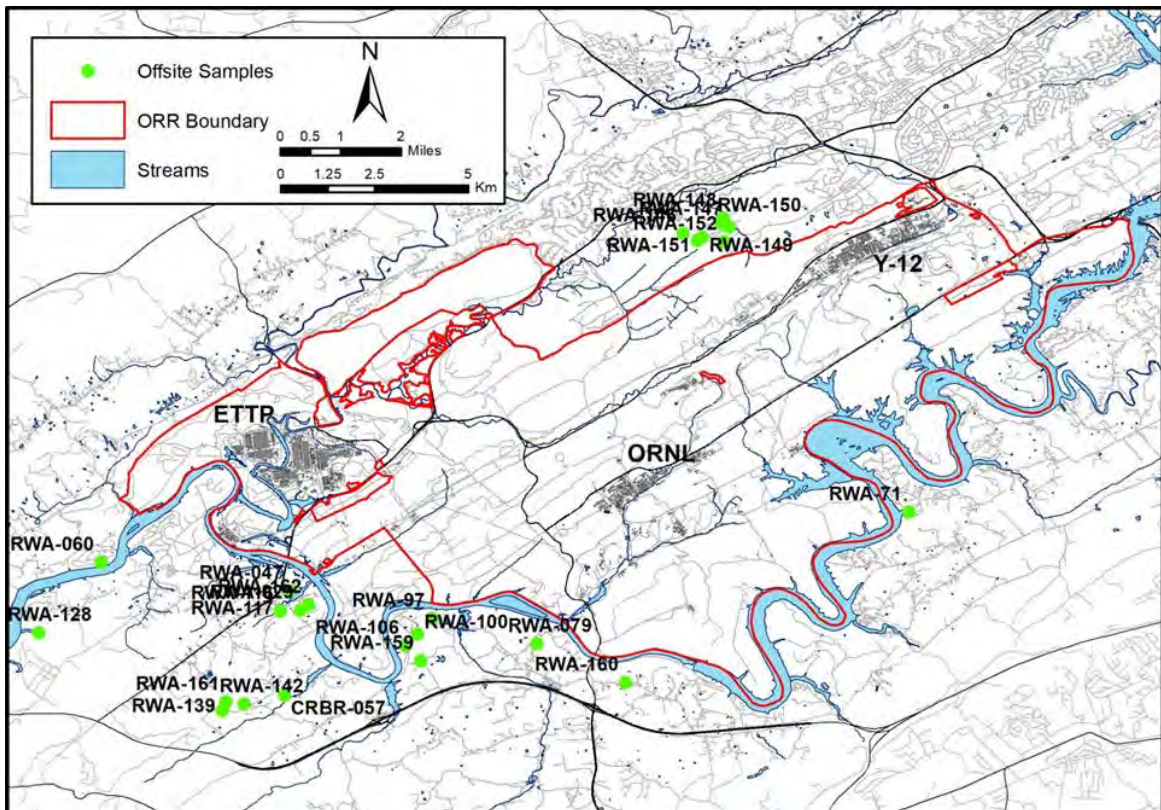 N
Offsite Samples
ORR Boundary
Streams
0 0.5 1 2
Miles
0 1.25 2.5 5
Km
RWA-148
RWA-150
RWA-152
RWA-151
RWA-149
Y-12
ETTP
ORNL
RWA-71
RWA-060
RWA-047
RWA-117
RWA-128
RWA-97
RWA-100
RWA-079
RWA-106
RWA-159
RWA-160
RWA-161
RWA-142
RWA-139
CRBR-057